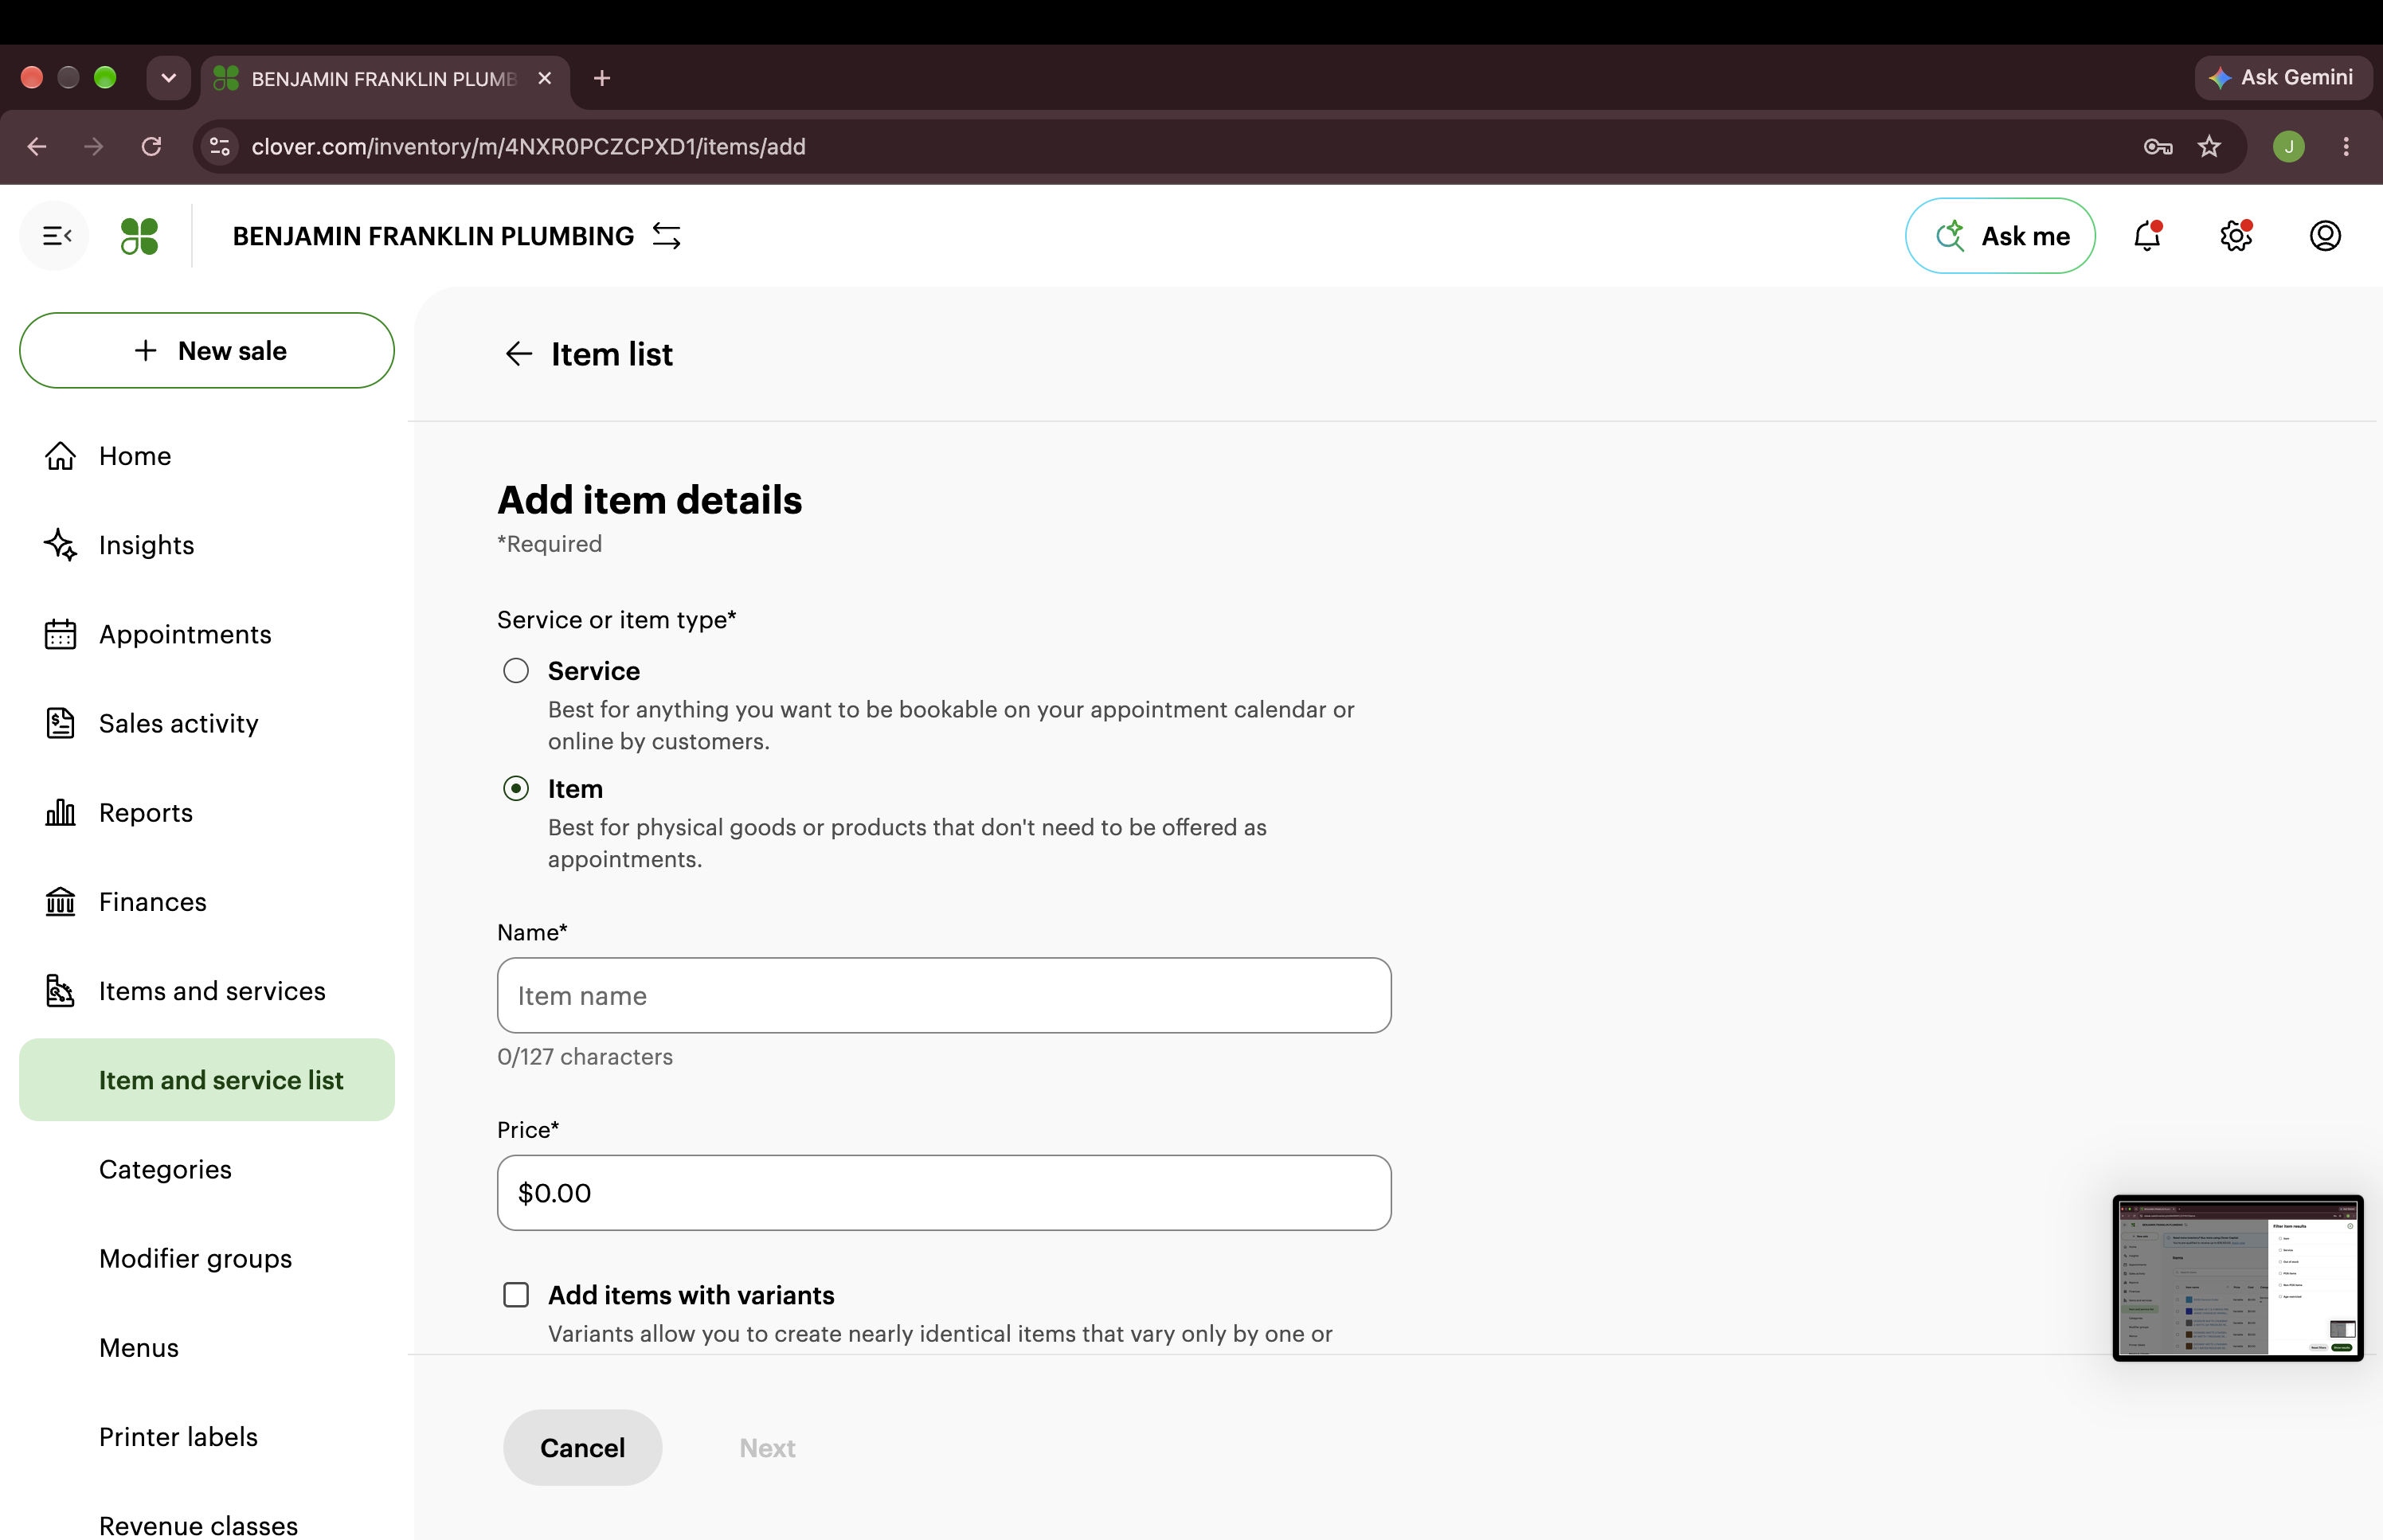 BENJAMIN FRANKLIN PLUMB
Ask Gemini
clover.com/inventory/m/4NXR0PCZCPXD1/items/add
J
BENJAMIN FRANKLIN PLUMBING
Ask me
New sale
Home
Insights
Appointments
Sales activity
Reports
Finances
Items and services
Item and service list
Categories
Modifier groups
Menus
Printer labels
Revenue classes
Item list
Add item details
*Required
Service or item type*
Service
Best for anything you want to be bookable on your appointment calendar or
online by customers.
Item
Best for physical goods or products that don't need to be offered as
appointments.
Name*
Item name
0/127 characters
Price*
$0.00
Add items with variants
Variants allow you to create nearly identical items that vary only by one or
Cancel
Next
Filter item results